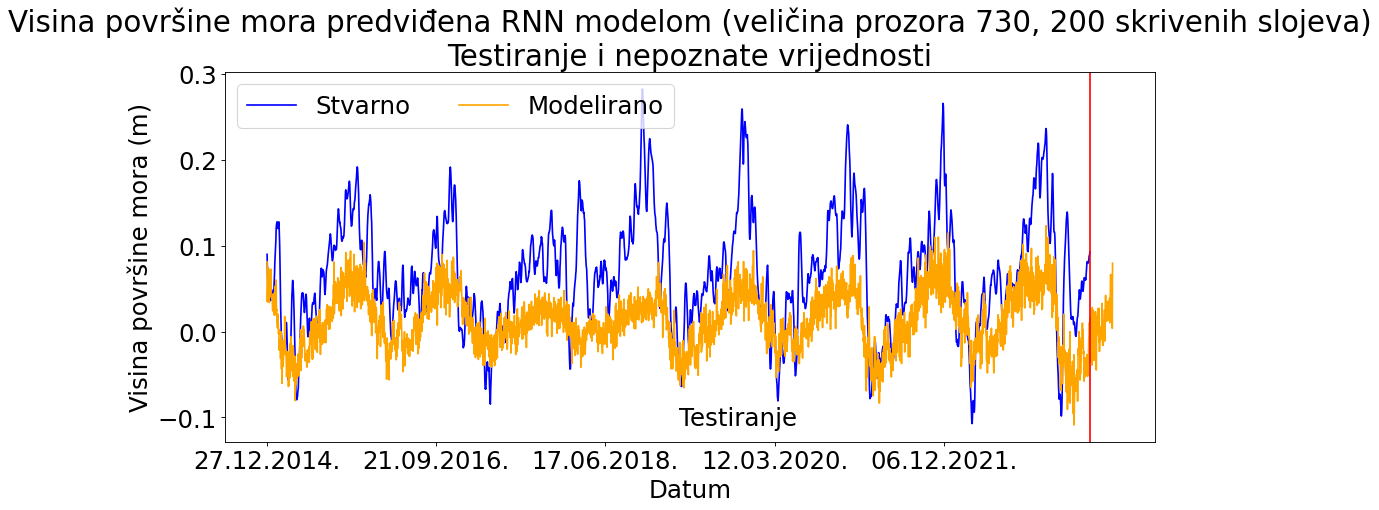 Visina površine mora predviđena RNN modelom (veličina prozora 730, 200 skrivenih slojeva)
Testiranje i nepoznate vrijednosti
Stvarno
Modelirano
Visina površine mora (m)
0.3
0.2
0.1
0.0
−0.1
Testiranje
27.12.2014.
21.09.2016.
17.06.2018.
12.03.2020.
06.12.2021.
Datum